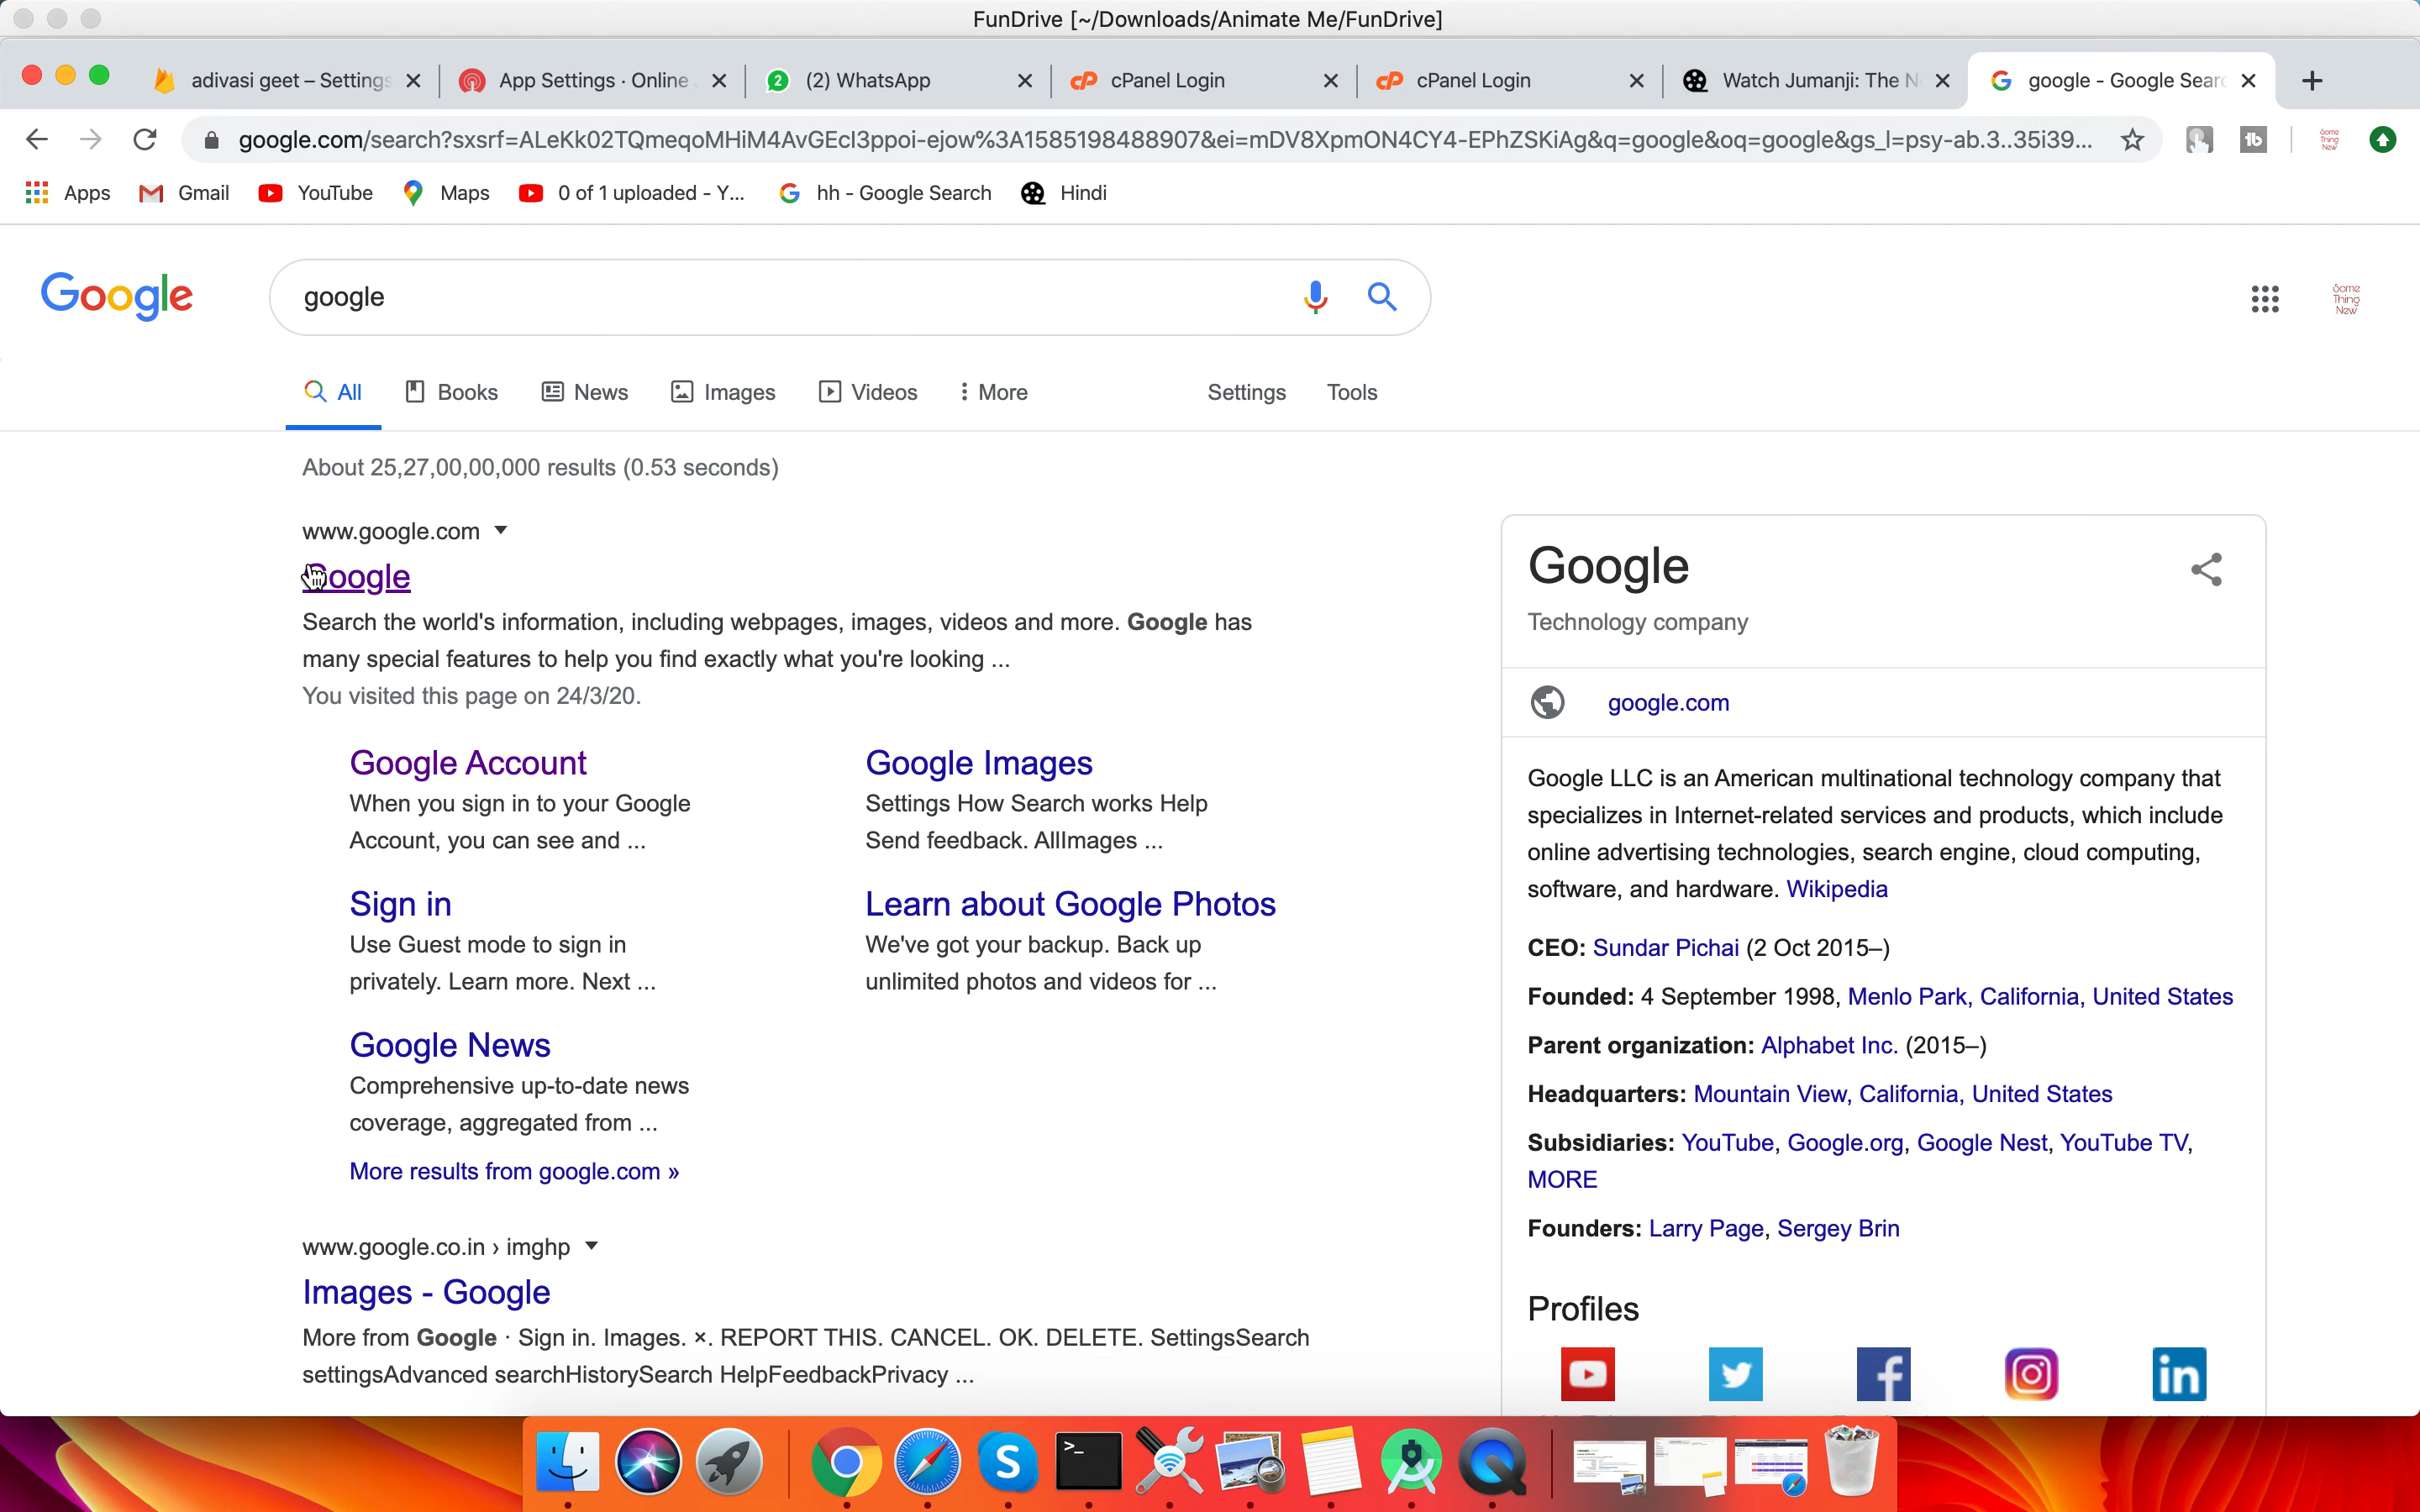 FunDrive [~/Downloads/Animate Me/FunDrive]
adivasi geet – Settings
App Settings · Online
2 (2) WhatsApp
cPanel Login
cPanel Login
Watch Jumanji: The N
google - Google Sear
google.com/search?sxsrf=ALeKk02TQmeqoMHiM4AvGEcI3ppoi-ejow%3A1585198488907&ei=mDV8XpmON4CY4-EPhZSKiAg&q=google&oq=google&gs_l=psy-ab.3..35i39...
Some Thing New
Apps Gmail YouTube Maps 0 of 1 uploaded - Y... hh - Google Search Hindi
Google
google
Some
Thing
New
All Books News Images Videos More Settings Tools
About 25,27,00,00,000 results (0.53 seconds)
www.google.com
Google
Search the world's information, including webpages, images, videos and more. Google has
many special features to help you find exactly what you're looking ...
You visited this page on 24/3/20.
Google Account
When you sign in to your Google
Account, you can see and ...
Google Images
Settings How Search works Help
Send feedback. AllImages ...
Sign in
Use Guest mode to sign in
privately. Learn more. Next ...
Learn about Google Photos
We've got your backup. Back up
unlimited photos and videos for ...
Google News
Comprehensive up-to-date news
coverage, aggregated from ...
More results from google.com »
www.google.co.in › imghp
Images - Google
More from Google · Sign in. Images. ×. REPORT THIS. CANCEL. OK. DELETE. SettingsSearch
settingsAdvanced searchHistorySearch HelpFeedbackPrivacy ...
Google
Technology company
google.com
Google LLC is an American multinational technology company that
specializes in Internet-related services and products, which include
online advertising technologies, search engine, cloud computing,
software, and hardware. Wikipedia
CEO: Sundar Pichai (2 Oct 2015–)
Founded: 4 September 1998, Menlo Park, California, United States
Parent organization: Alphabet Inc. (2015–)
Headquarters: Mountain View, California, United States
Subsidiaries: YouTube, Google.org, Google Nest, YouTube TV,
MORE
Founders: Larry Page, Sergey Brin
Profiles